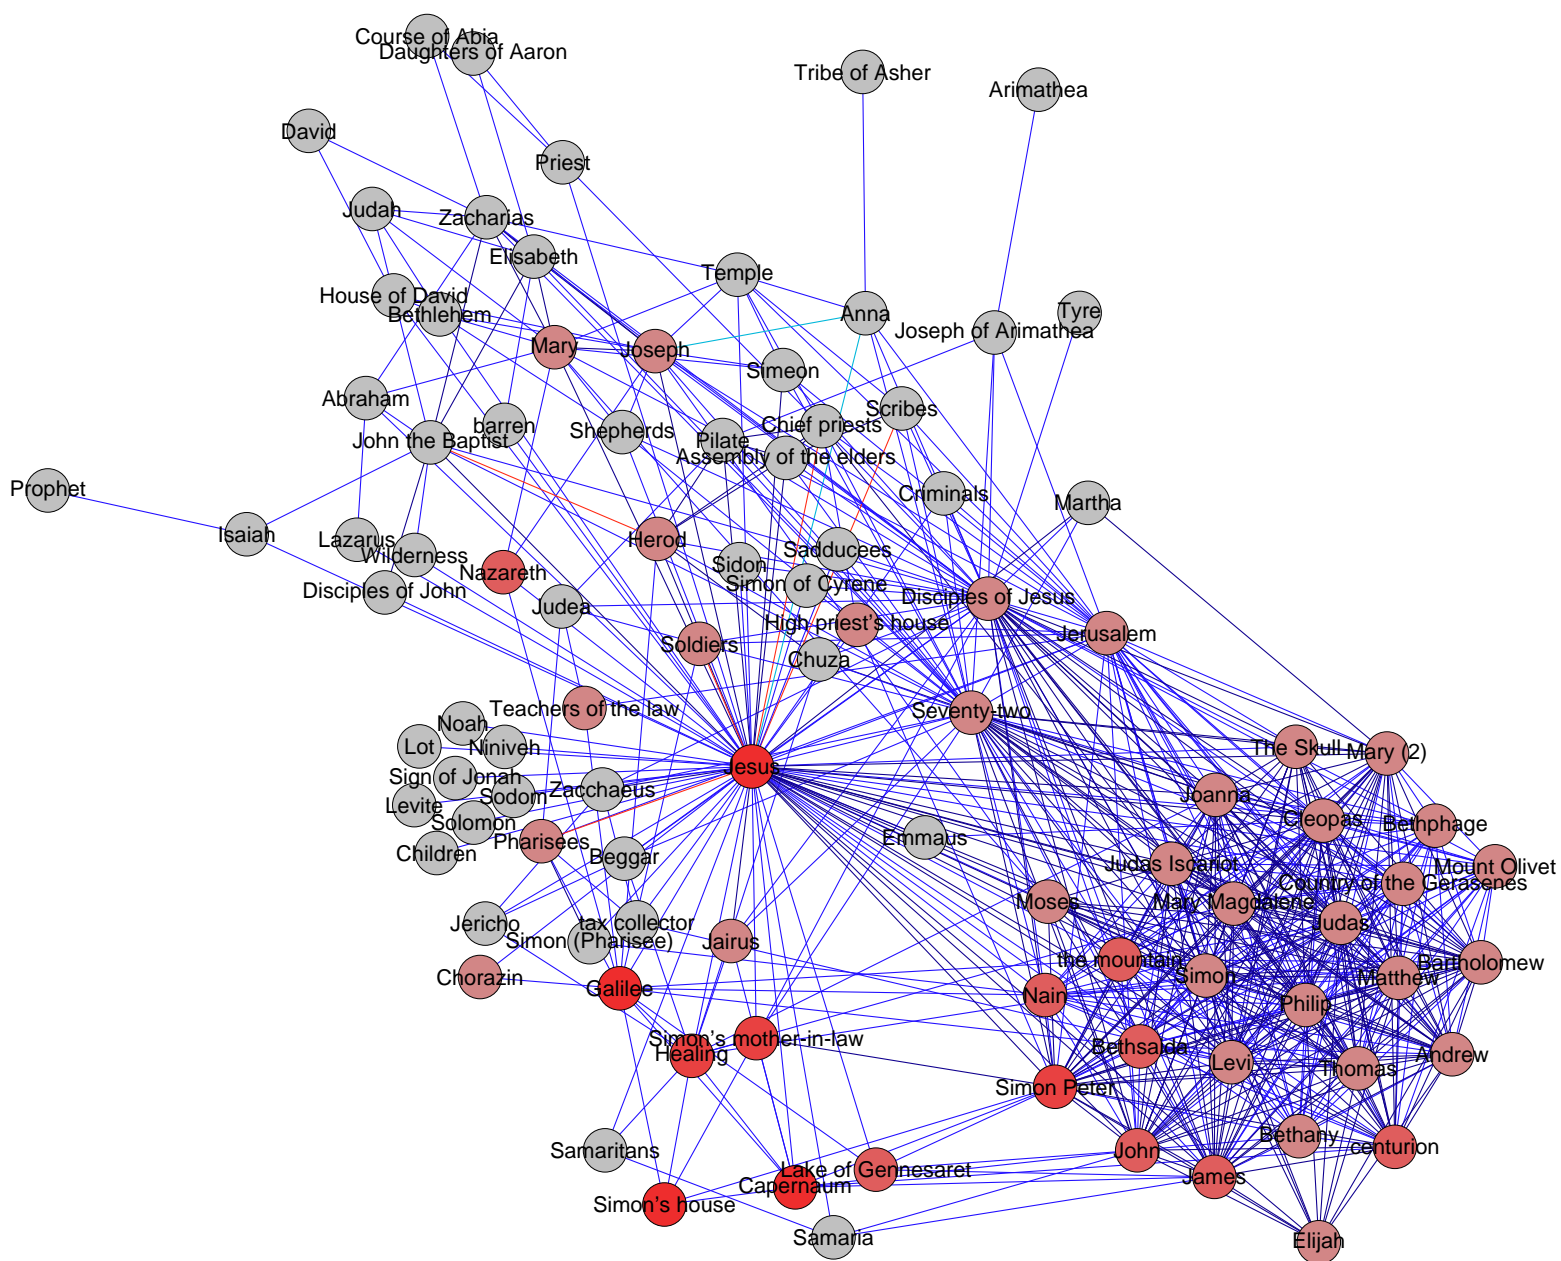 Course of Abia
Daughters of Aaron
Tribe of Asher
Arimathea
David
Priest
Judah
Zacharias
Elisabeth
Temple
House of David
Bethlehem
Anna
Tyre
Joseph of Arimathea
Mary
Joseph
Simeon
Abraham
Scribes
barren
Chief priests
Shepherds
John the Baptist
Pilate
Assembly of the elders
Prophet
Criminals
Martha
Isaiah
Lazarus
Wilderness
Herod
Sadducees
Nazareth
Sidon
Simon of Cyrene
Disciples of John
Judea
Disciples of Jesus
High priest's house
Jerusalem
Soldiers
Chuza
Teachers of the law
Seventy-two
Noah
Lot
Niniveh
The Skull
Mary (2)
Jesus
Sign of Jonah
Sodom
Zacchaeus
Levite
Joanna
Solomon
Cleopas
Bethphage
Children
Pharisees
Beggar
Emmaus
Judas Iscariot
Mount Olivet
Country of the Gerasenes
Moses
Mary Magdalene
Jericho
tax collector
Judas
Simon (Pharisee)
Jairus
the mountain
Bartholomew
Chorazin
Galilee
Simon
Matthew
Nain
Philip
Simon's mother-in-law
Healing
Bethsaida
Levi
Thomas
Andrew
Simon Peter
Bethany
Samaritans
John
centurion
Lake of Gennesaret
Capernaum
James
Simon's house
Samaria
Elijah